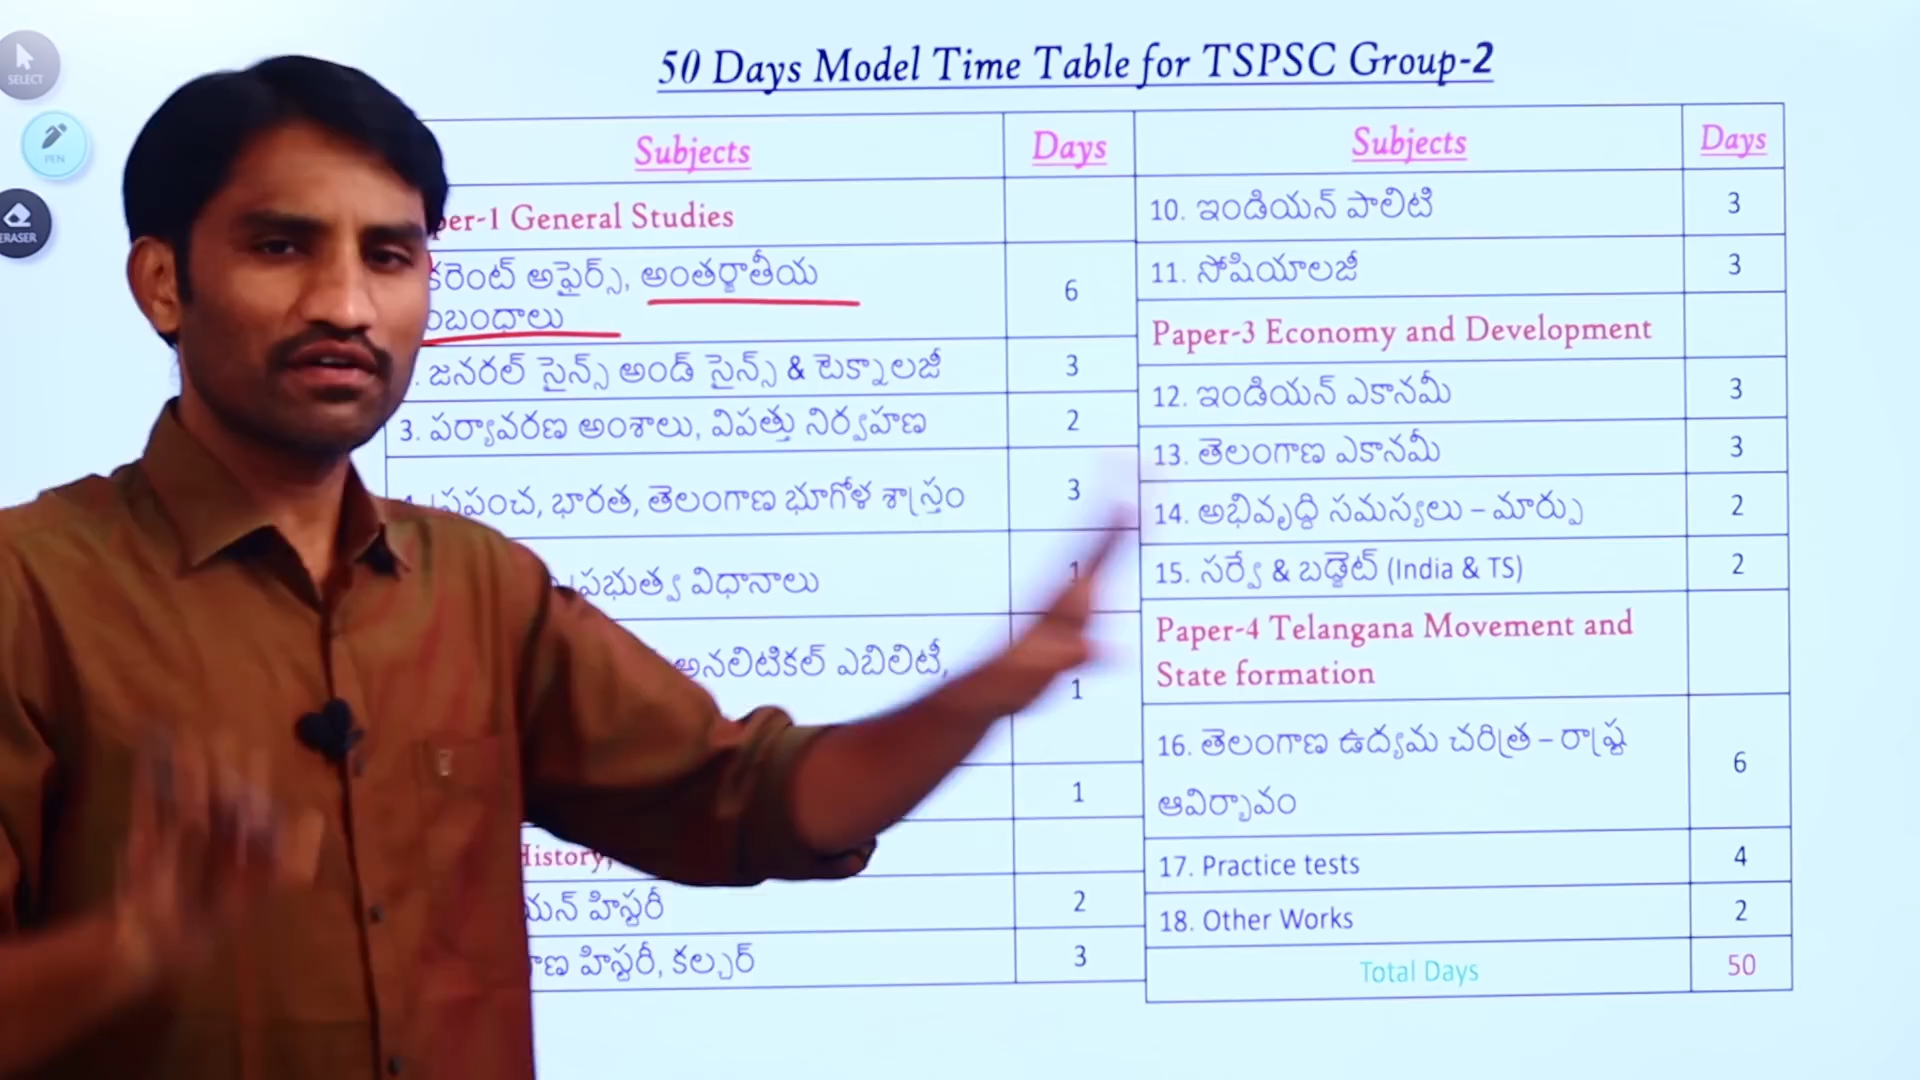 50 Days Model Time Table for TSPSC Group-2
SELECT
PEN
ERASER
Subjects
Days
General Studies
కరెంట్ అఫైర్స్, అంతర్జాతీయ
6
జనరల్ సైన్స్ అండ్ సైన్స్ & టెక్నాలజీ
3
3. పర్యావరణ అంశాలు, విపత్తు నిర్వహణ
2
ప్రపంచ, భారత, తెలంగాణ భూగోళ శాస్త్రం
3
ప్రభుత్వ విధానాలు
1
అనలిటికల్ ఎబిలిటీ,
1
1
History,
హిస్టరీ
2
హిస్టరీ, కల్చర్
3
Subjects
Days
10. ఇండియన్ పాలిటి
3
11. సోషియాలజీ
3
Paper-3 Economy and Development
12. ఇండియన్ ఎకానమీ
3
13. తెలంగాణ ఎకానమీ
3
14. అభివృద్ధి సమస్యలు – మార్పు
2
15. సర్వే & బడ్జెట్ (India & TS)
2
Paper-4 Telangana Movement and
State formation
16. తెలంగాణ ఉద్యమ చరిత్ర – రాష్ట్ర
ఆవిర్భావం
6
17. Practice tests
4
18. Other Works
2
Total Days
50